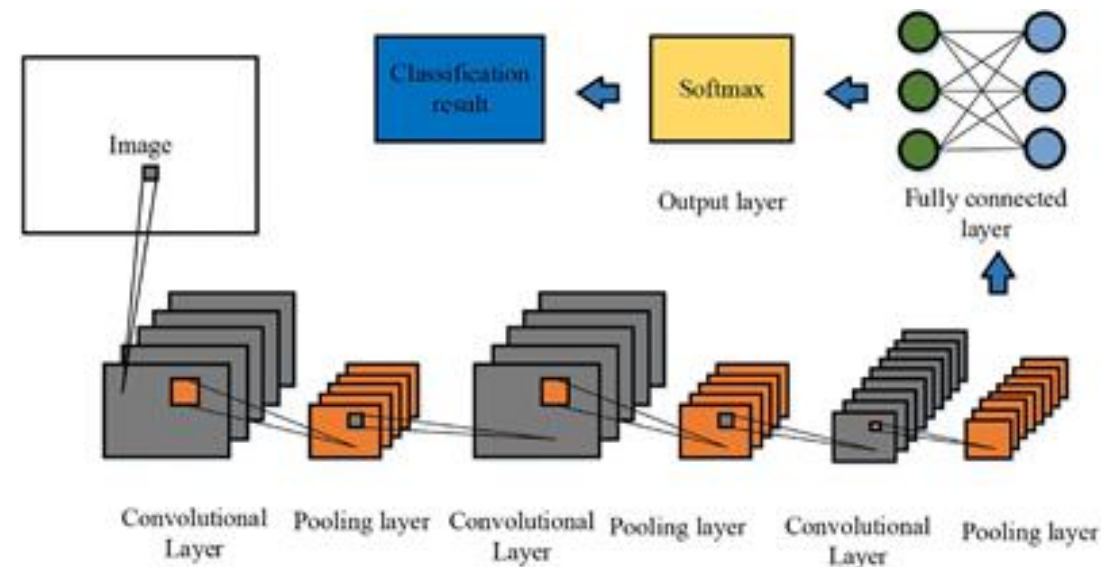 Classification
result
Softmax
Image
Output layer
Fully connected
layer
Convolutional
Layer
Pooling layer
Convolutional
Layer
Pooling layer
Convolutional
Layer
Pooling layer